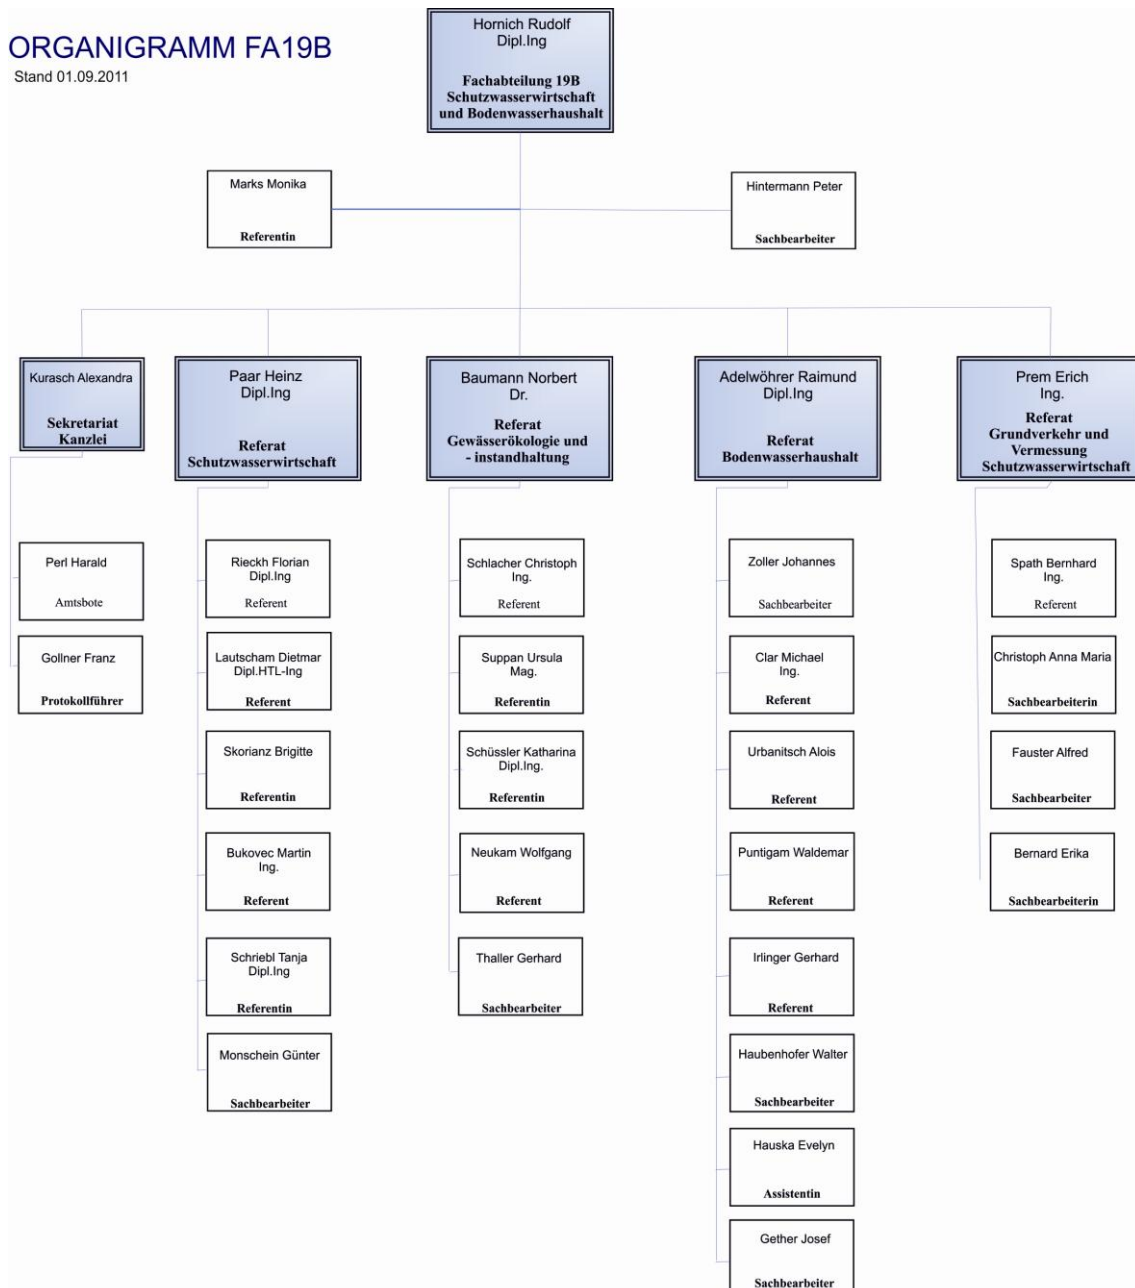 ORGANIGRAMM FA19B
Stand 01.09.2011
Hornich Rudolf
Dipl.Ing
Fachabteilung 19B
Schutzwasserwirtschaft
und Bodenwasserhaushalt
Marks Monika
Referentin
Hintermann Peter
Sachbearbeiter
Kurasch Alexandra
Sekretariat
Kanzlei
Perl Harald
Amtsbote
Gollner Franz
Protokollführer
Paar Heinz
Dipl.Ing
Referat
Schutzwasserwirtschaft
Rieckh Florian
Dipl.Ing
Referent
Lautscham Dietmar
Dipl.HTL-Ing
Referent
Skorianz Brigitte
Referentin
Bukovec Martin
Ing.
Referent
Schriebl Tanja
Dipl.Ing
Referentin
Monschein Günter
Sachbearbeiter
Baumann Norbert
Dr.
Referat
Gewässerökologie und
- instandhaltung
Schlacher Christoph
Ing.
Referent
Suppan Ursula
Mag.
Referentin
Schüssler Katharina
Dipl.Ing.
Referentin
Neukam Wolfgang
Referent
Thaller Gerhard
Sachbearbeiter
Adelwöhrer Raimund
Dipl.Ing
Referat
Bodenwasserhaushalt
Zoller Johannes
Sachbearbeiter
Clar Michael
Ing.
Referent
Urbanitsch Alois
Referent
Puntigam Waldemar
Referent
Irlinger Gerhard
Referent
Haubenhofer Walter
Sachbearbeiter
Hauska Evelyn
Assistentin
Gether Josef
Sachbearbeiter
Prem Erich
Ing.
Referat
Grundverkehr und
Vermessung
Schutzwasserwirtschaft
Spath Bernhard
Ing.
Referent
Christoph Anna Maria
Sachbearbeiterin
Fauster Alfred
Sachbearbeiter
Bernard Erika
Sachbearbeiterin